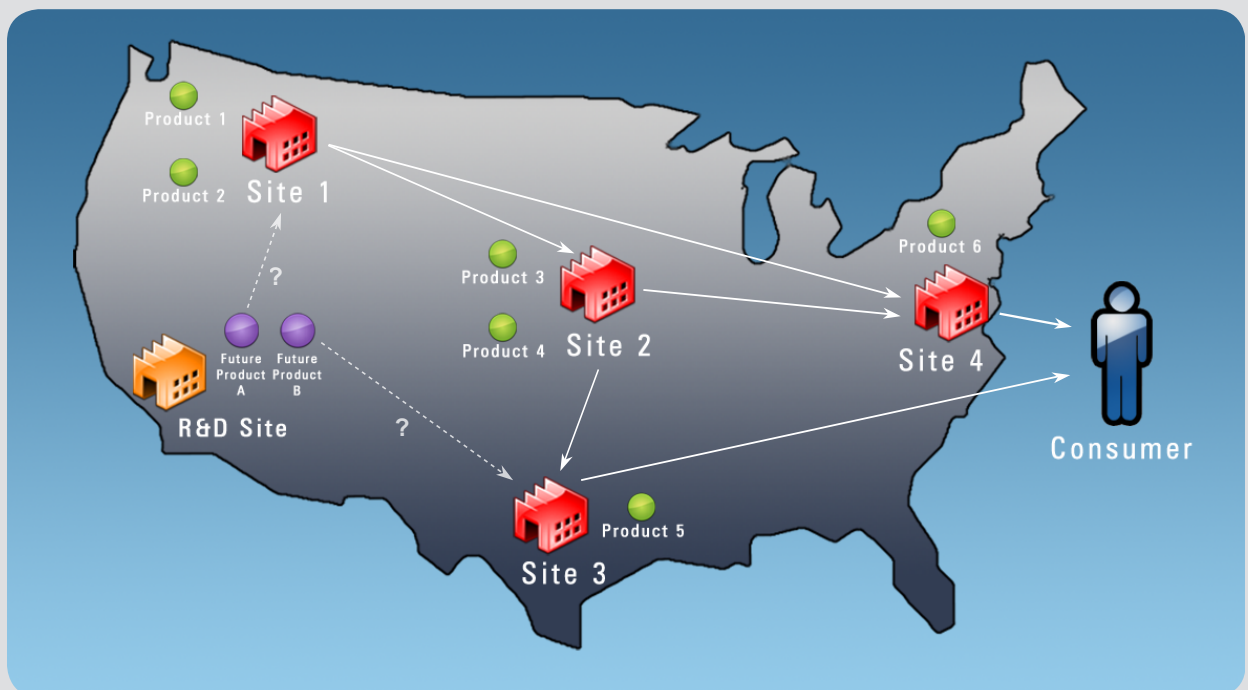 Product 1
Product 2
Site 1
?
Product 3
Product 4
Site 2
Product 6
Site 4
Future
Product
A
Future
Product
B
R&D Site
?
Product 5
Site 3
Consumer